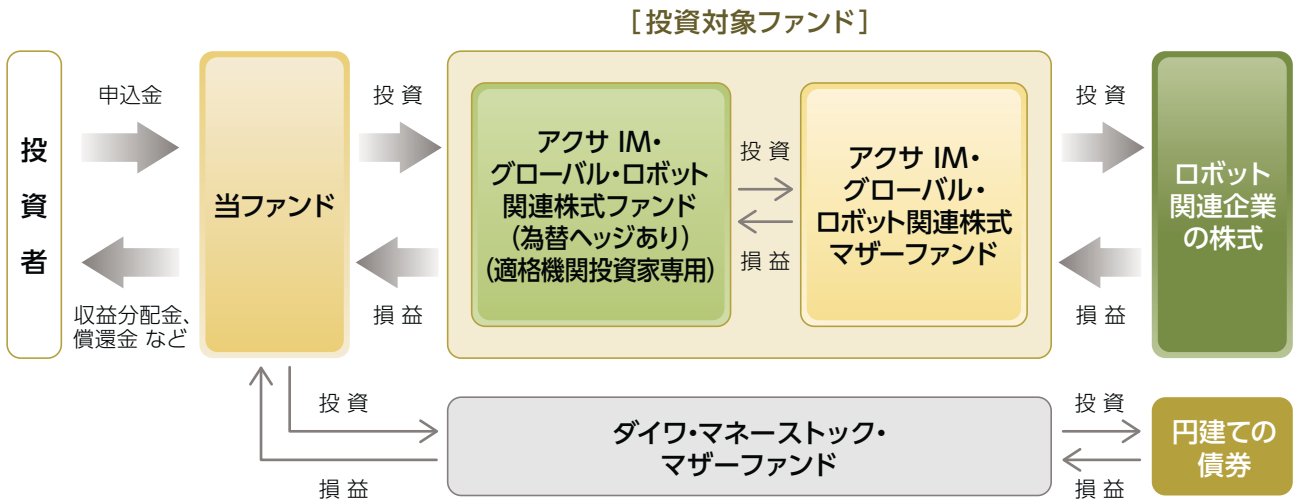 [投資対象ファンド]
投資者
申込金
収益分配金、
償還金 など
当ファンド
投 資
損 益
アクサ IM・
グローバル・ロボット
関連株式ファンド
(為替ヘッジあり)
(適格機関投資家専用)
投 資
損 益
アクサ IM・
グローバル・
ロボット関連株式
マザーファンド
投 資
損 益
ロボット
関連企業
の株式
投 資
損 益
ダイワ・マネーストック・
マザーファンド
投 資
損 益
円建ての
債券